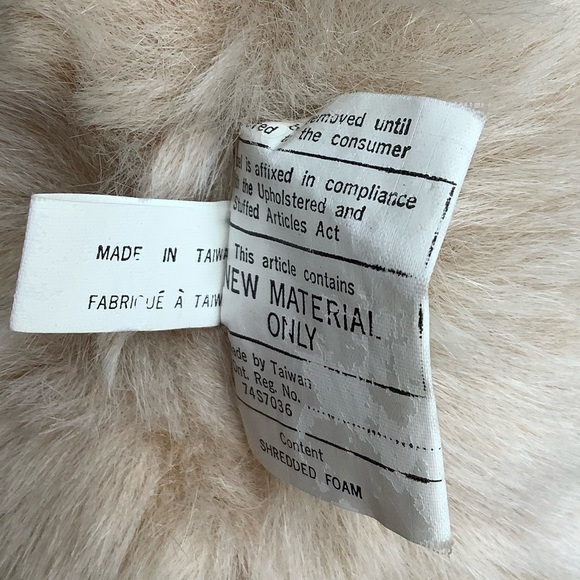 MADE IN TAIWA
FABRIQUÉ À TAIW
emoved until
the consumer
is affixed in compliance
the Upholstered and
Stuffed Articles Act
This article contains
NEW MATERIAL
ONLY
ade by Taiwan
Ont. Reg. No.
74S7036
Content
SHREDDED FOAM